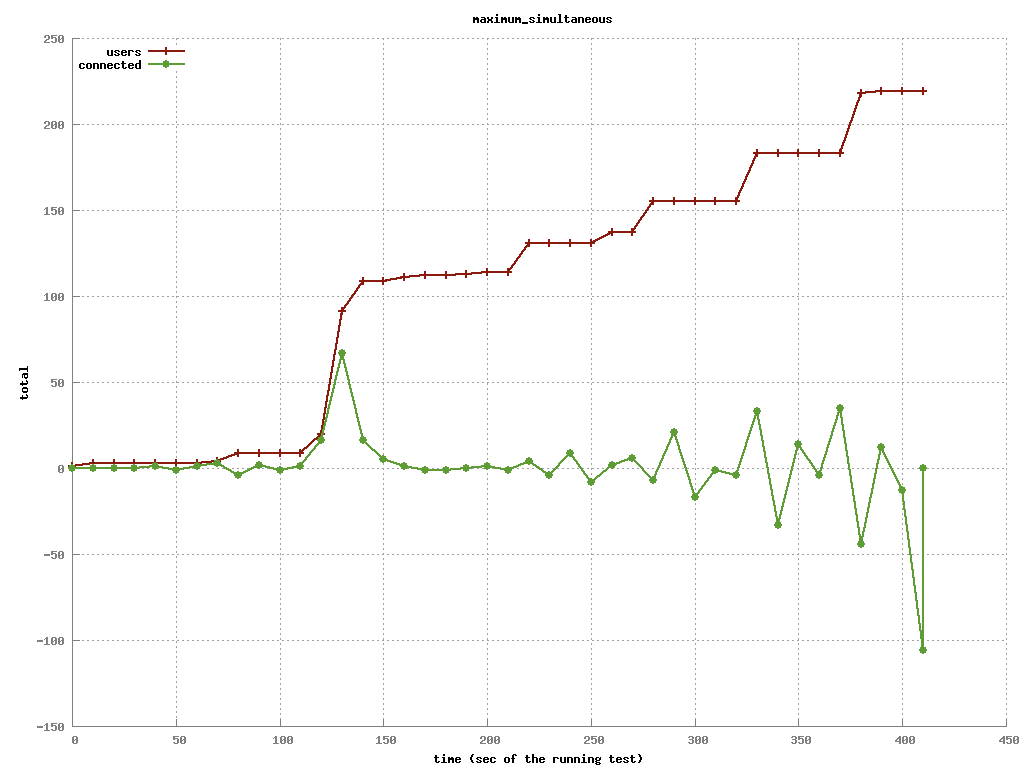 maximum_simultaneous
users
connected
250
200
150
100
50
0
-50
-100
-150
total
0 50 100 150 200 250 300 350 400 450
time (sec of the running test)